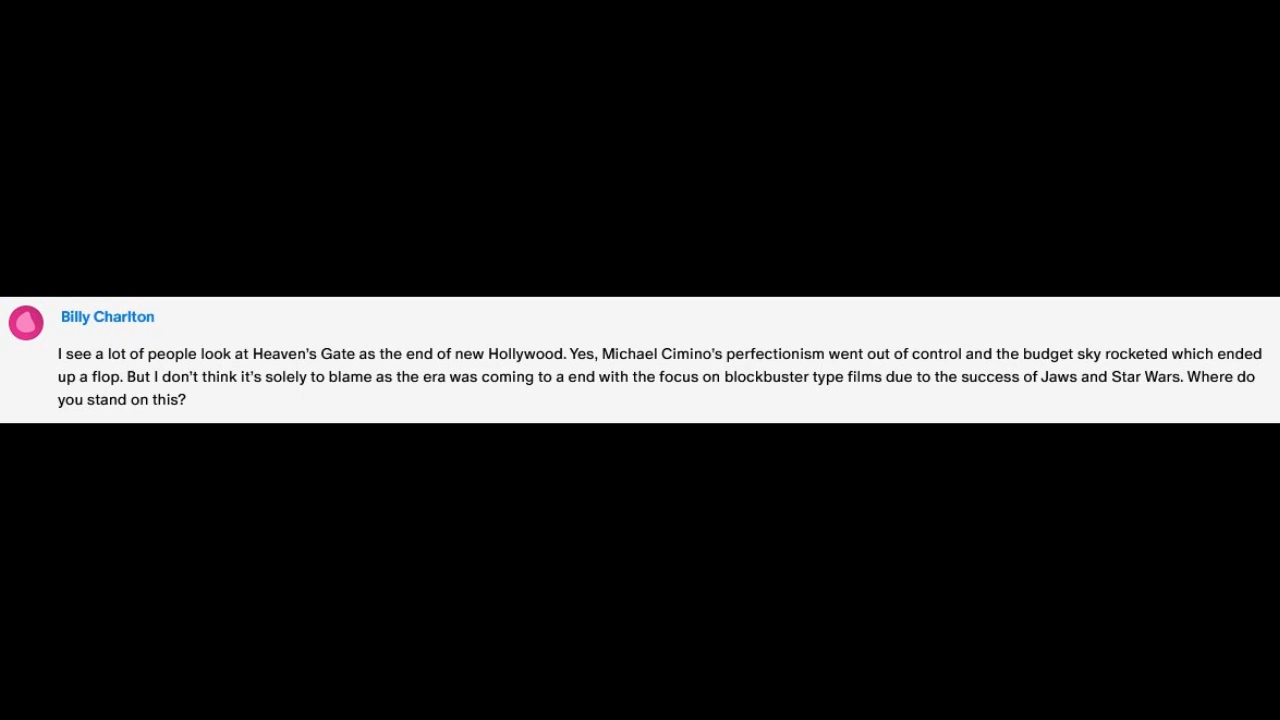 Billy Charlton
I see a lot of people look at Heaven's Gate as the end of new Hollywood. Yes, Michael Cimino's perfectionism went out of control and the budget sky rocketed which ended
up a flop. But I don't think it's solely to blame as the era was coming to a end with the focus on blockbuster type films due to the success of Jaws and Star Wars. Where do
you stand on this?